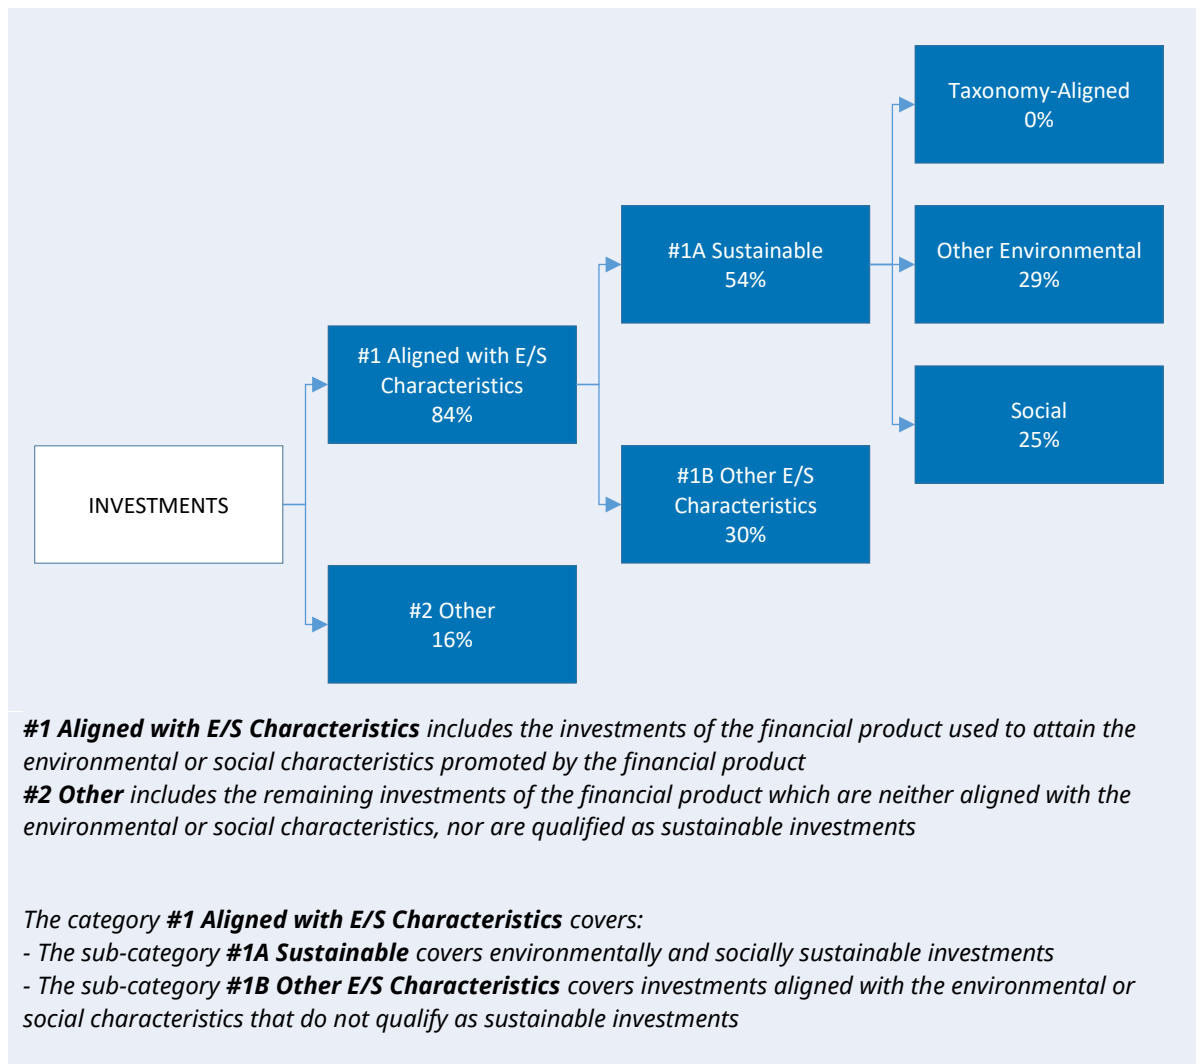 Taxonomy-Aligned
0%
#1A Sustainable
54%
Other Environmental
29%
#1 Aligned with E/S
Characteristics
84%
Social
25%
#1B Other E/S
Characteristics
30%
INVESTMENTS
#2 Other
16%
#1 Aligned with E/S Characteristics includes the investments of the financial product used to attain the
environmental or social characteristics promoted by the financial product
#2 Other includes the remaining investments of the financial product which are neither aligned with the
environmental or social characteristics, nor are qualified as sustainable investments
The category #1 Aligned with E/S Characteristics covers:
- The sub-category #1A Sustainable covers environmentally and socially sustainable investments
- The sub-category #1B Other E/S Characteristics covers investments aligned with the environmental or
social characteristics that do not qualify as sustainable investments